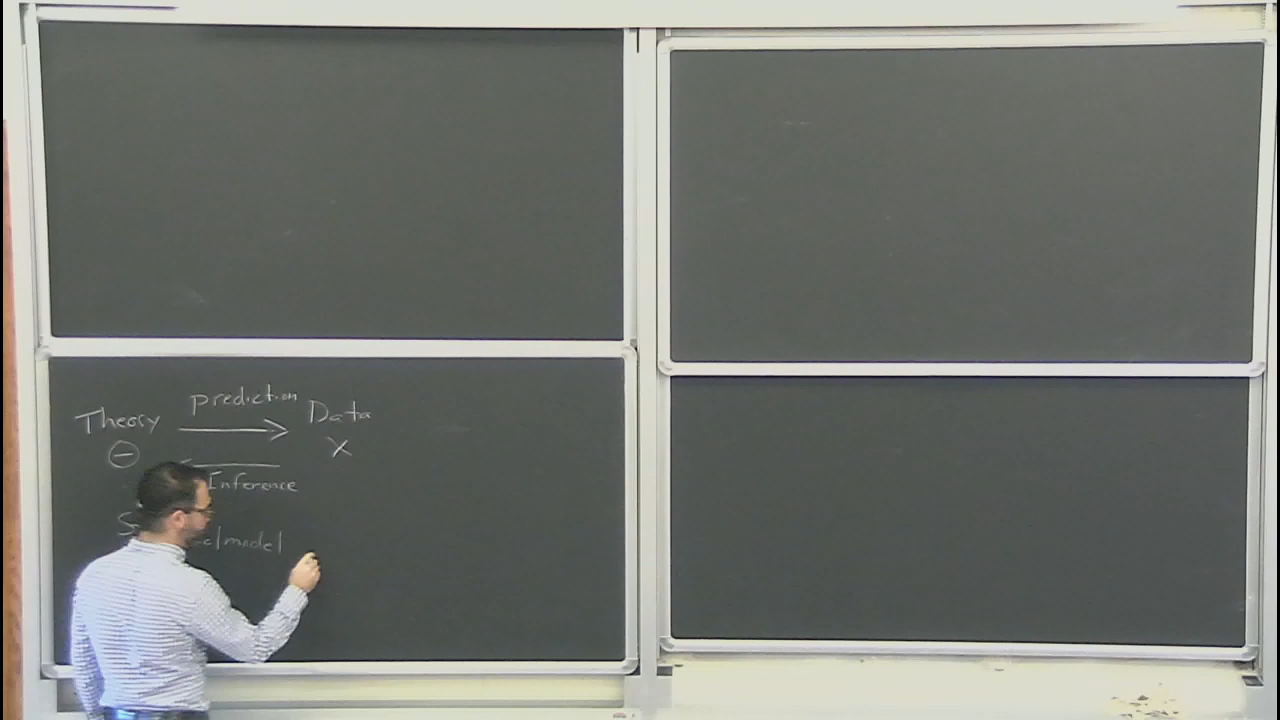 prediction
Theory Data
Θ X
Inference
model